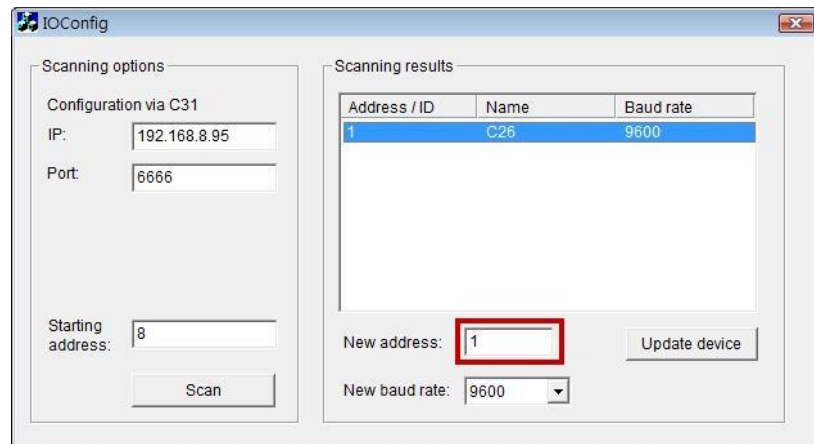 IOConfig
Scanning options
Configuration via C31
IP: 192.168.8.95
Port: 6666
Starting address: 8
Scan
Scanning results
Address / ID Name Baud rate
1 C26 9600
New address: 1
Update device
New baud rate: 9600